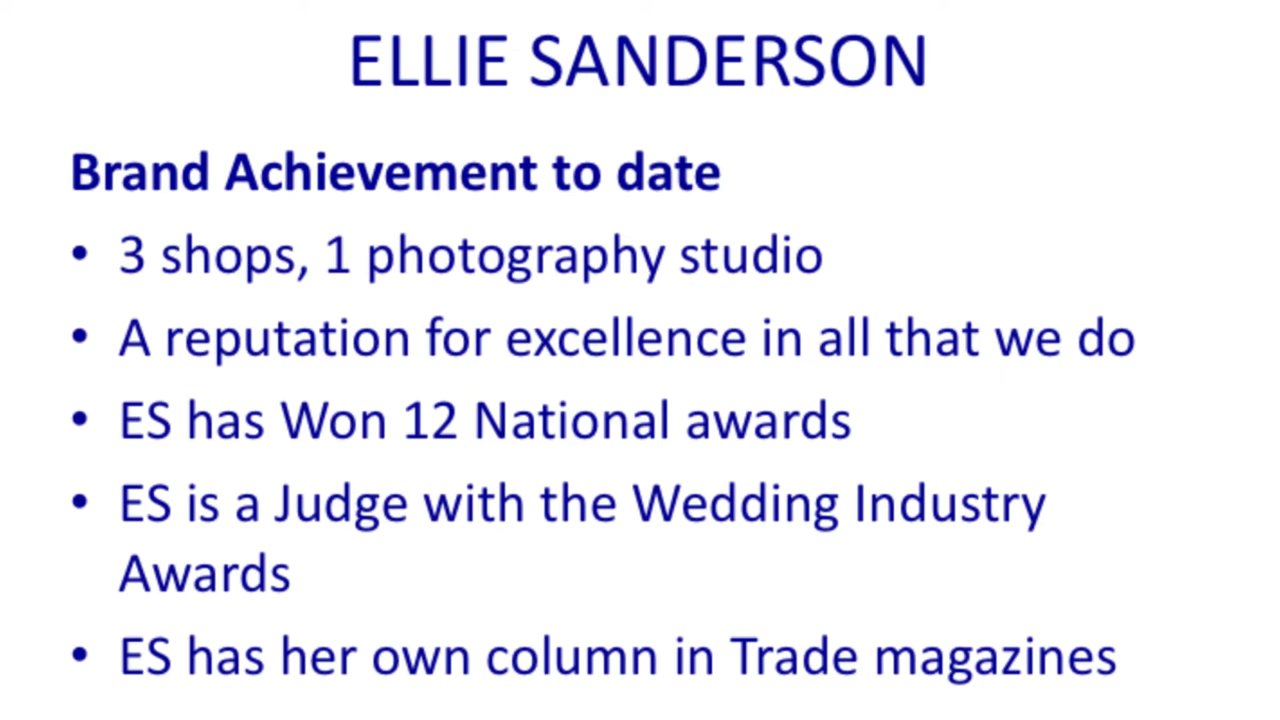 ELLIE SANDERSON
Brand Achievement to date
• 3 shops, 1 photography studio
• A reputation for excellence in all that we do
• ES has Won 12 National awards
• ES is a Judge with the Wedding Industry
Awards
• ES has her own column in Trade magazines